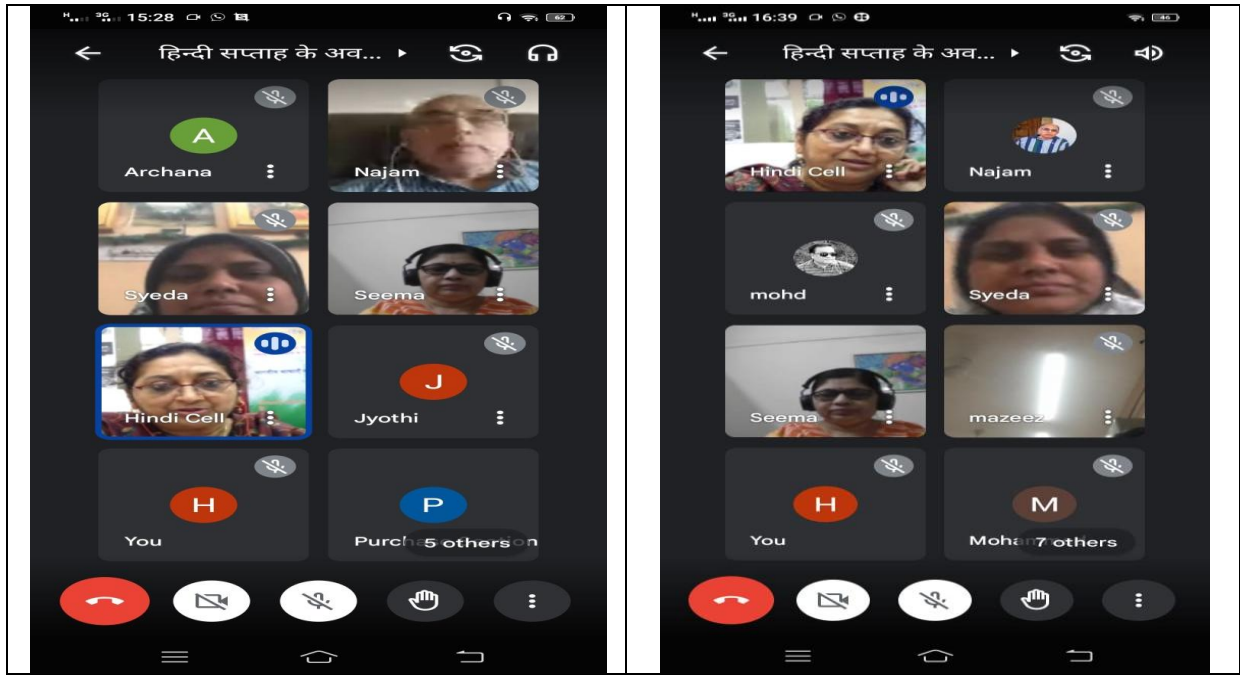 15:28
62
हिन्दी सप्ताह के अव...
A
Archana
Najam
Syeda
Seema
Hindi Cell
J
Jyothi
H
You
P
5 others
16:39
46
हिन्दी सप्ताह के अव...
Hindi Cell
Najam
mohd
Syeda
Seema
mazeez
H
You
M
7 others